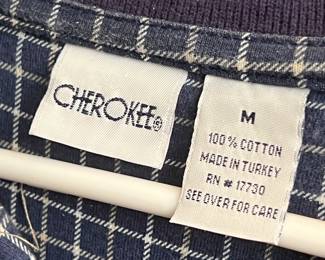 CHEROKEE®
M
100% COTTON
MADE IN TURKEY
RN # 17730
SEE OVER FOR CARE